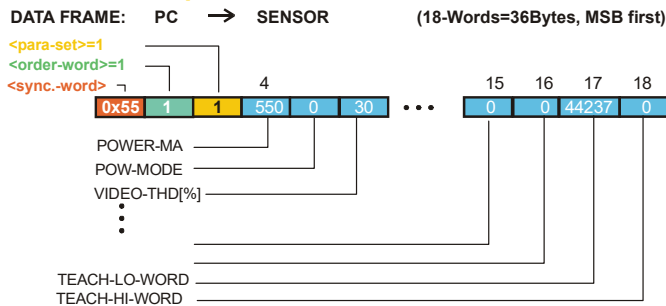 DATA FRAME: PC → SENSOR (18-Words=36Bytes, MSB first)
<para-set>=1
<order-word>=1
<sync.-word>
4 15 16 17 18
0x55 1 1 550 0 30 ••• 0 0 44237 0
POWER-MA
POW-MODE
VIDEO-THD[%]
TEACH-LO-WORD
TEACH-HI-WORD